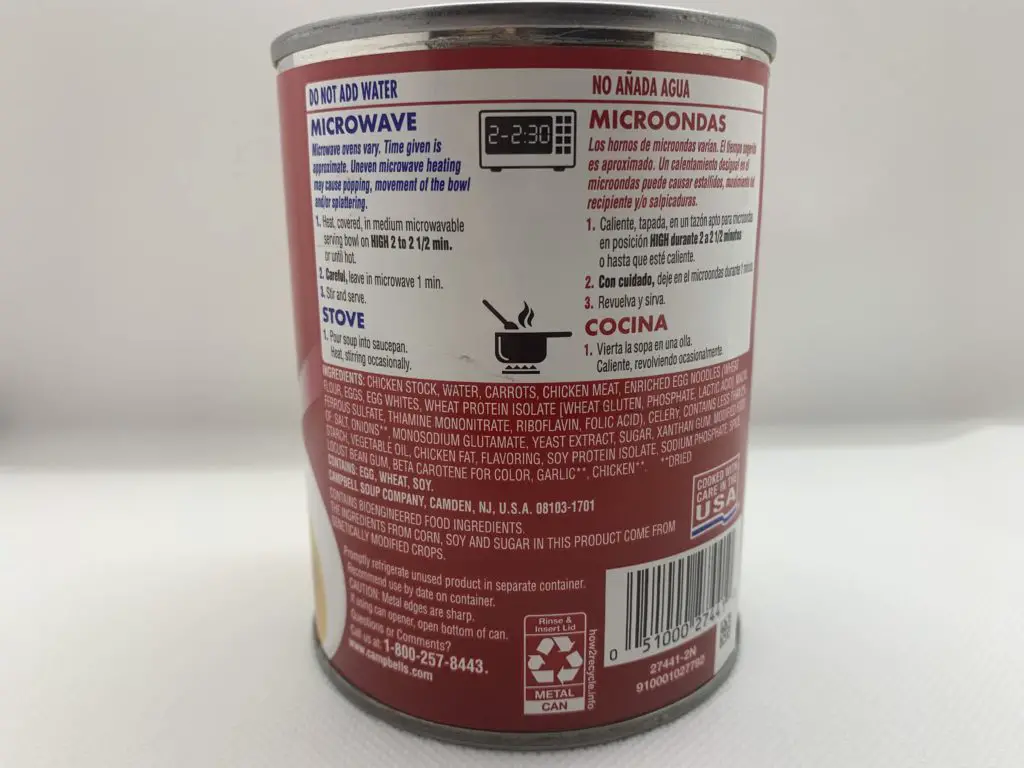 DO NOT ADD WATER
MICROWAVE
Microwave ovens vary. Time given is
approximate. Uneven microwave heating
may cause popping, movement of the bowl
and/or splattering.
1. Heat, covered, in medium microwavable
serving bowl on HIGH 2 to 2 1/2 min.
or until hot.
2. Careful, leave in microwave 1 min.
3. Stir and serve.
STOVE
1. Pour soup into saucepan.
Heat, stirring occasionally.
2-2:30
NO AÑADA AGUA
MICROONDAS
Los hornos de microondas varían. El tiempo sugerido
es aproximado. Un calentamiento desigual en el
microondas puede causar estallidos, movimiento del
recipiente y/o salpicaduras.
1. Caliente, tapada, en un tazón apto para microondas
en posición HIGH durante 2 a 2 1/2 minutos
o hasta que esté caliente.
2. Con cuidado, deje en el microondas durante 1 minuto
3. Revuelva y sirva.
COCINA
1. Vierta la sopa en una olla.
Caliente, revolviendo ocasionalmente.
INGREDIENTS: CHICKEN STOCK, WATER, CARROTS, CHICKEN MEAT, ENRICHED EGG NOODLES (WHEAT
FLOUR, EGGS, EGG WHITES, WHEAT PROTEIN ISOLATE [WHEAT GLUTEN, PHOSPHATE, LACTIC ACID], NIACIN,
FERROUS SULFATE, THIAMINE MONONITRATE, RIBOFLAVIN, FOLIC ACID), CELERY, CONTAINS LESS THAN
OF SALT, ONIONS**, MONOSODIUM GLUTAMATE, YEAST EXTRACT, SUGAR, XANTHAN GUM, MODIFIED
STARCH, VEGETABLE OIL, CHICKEN FAT, FLAVORING, SOY PROTEIN ISOLATE, SODIUM PHOSPHATE, SPICE,
LOCUST BEAN GUM, BETA CAROTENE FOR COLOR, GARLIC**, CHICKEN**. **DRIED
CONTAINS: EGG, WHEAT, SOY.
CAMPBELL SOUP COMPANY, CAMDEN, NJ, U.S.A. 08103-1701
CONTAINS BIOENGINEERED FOOD INGREDIENTS.
THE INGREDIENTS FROM CORN, SOY AND SUGAR IN THIS PRODUCT COME FROM
GENETICALLY MODIFIED CROPS.
COOKED WITH
CARE IN THE
USA
Promptly refrigerate unused product in separate container.
Recommend use by date on container.
CAUTION: Metal edges are sharp.
If using can opener, open bottom of can.
Questions or Comments?
Call us at 1-800-257-8443.
www.campbells.com
Rinse &
Insert Lid
METAL
CAN
how2recycle.info
0 51000 2744
27441-2N
910001027792